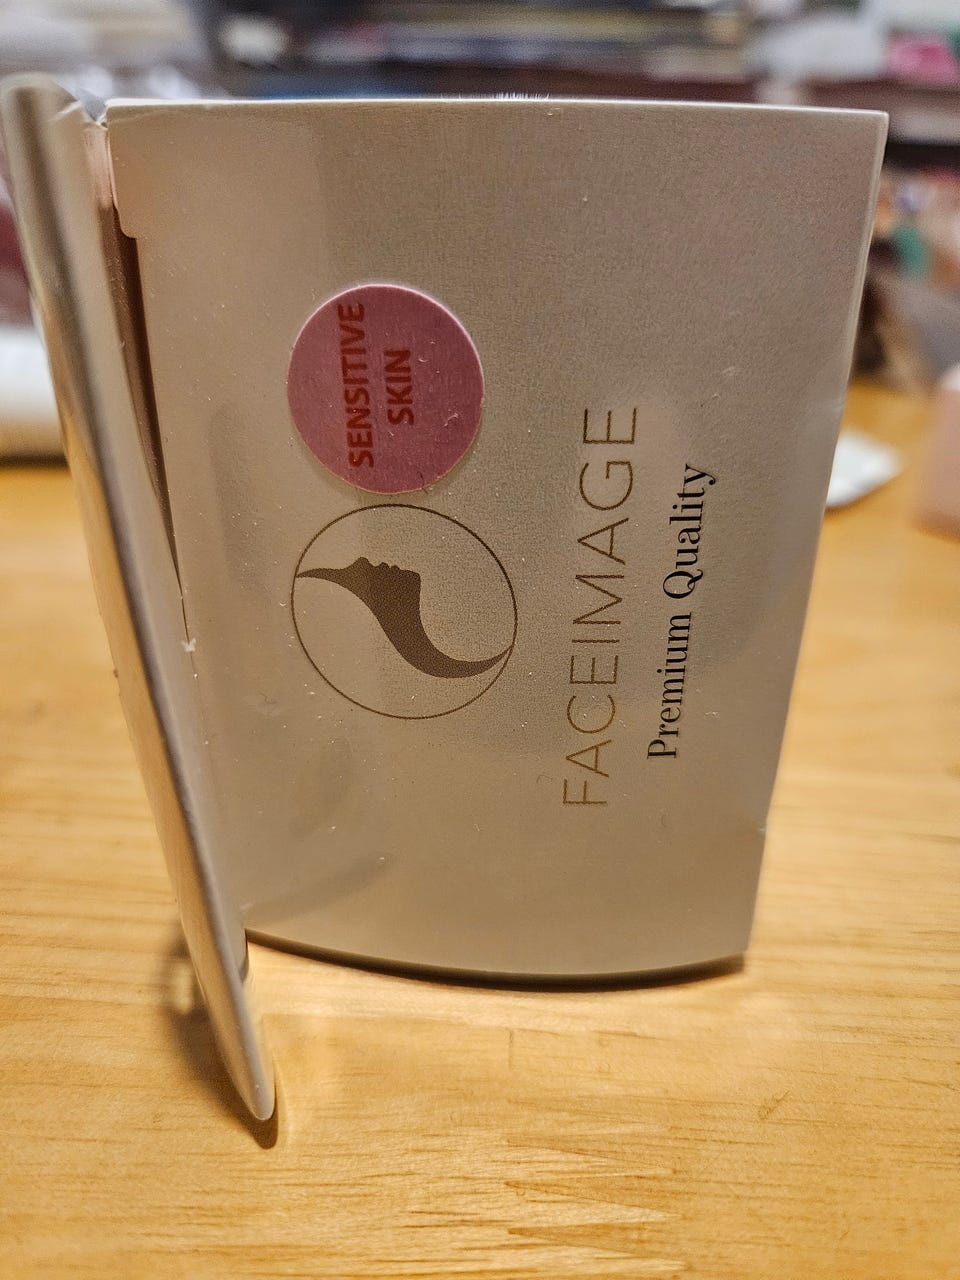 SENSITIVE
SKIN
FACEIMAGE
Premium Quality